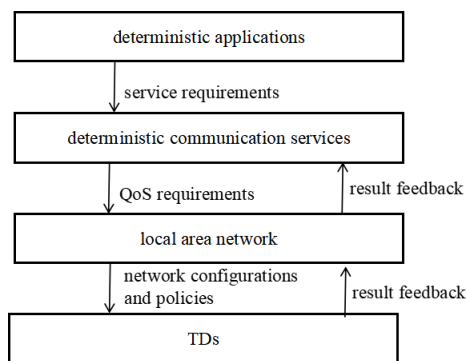 deterministic applications
service requirements
deterministic communication services
QoS requirements
result feedback
local area network
network configurations
and policies
result feedback
TDs